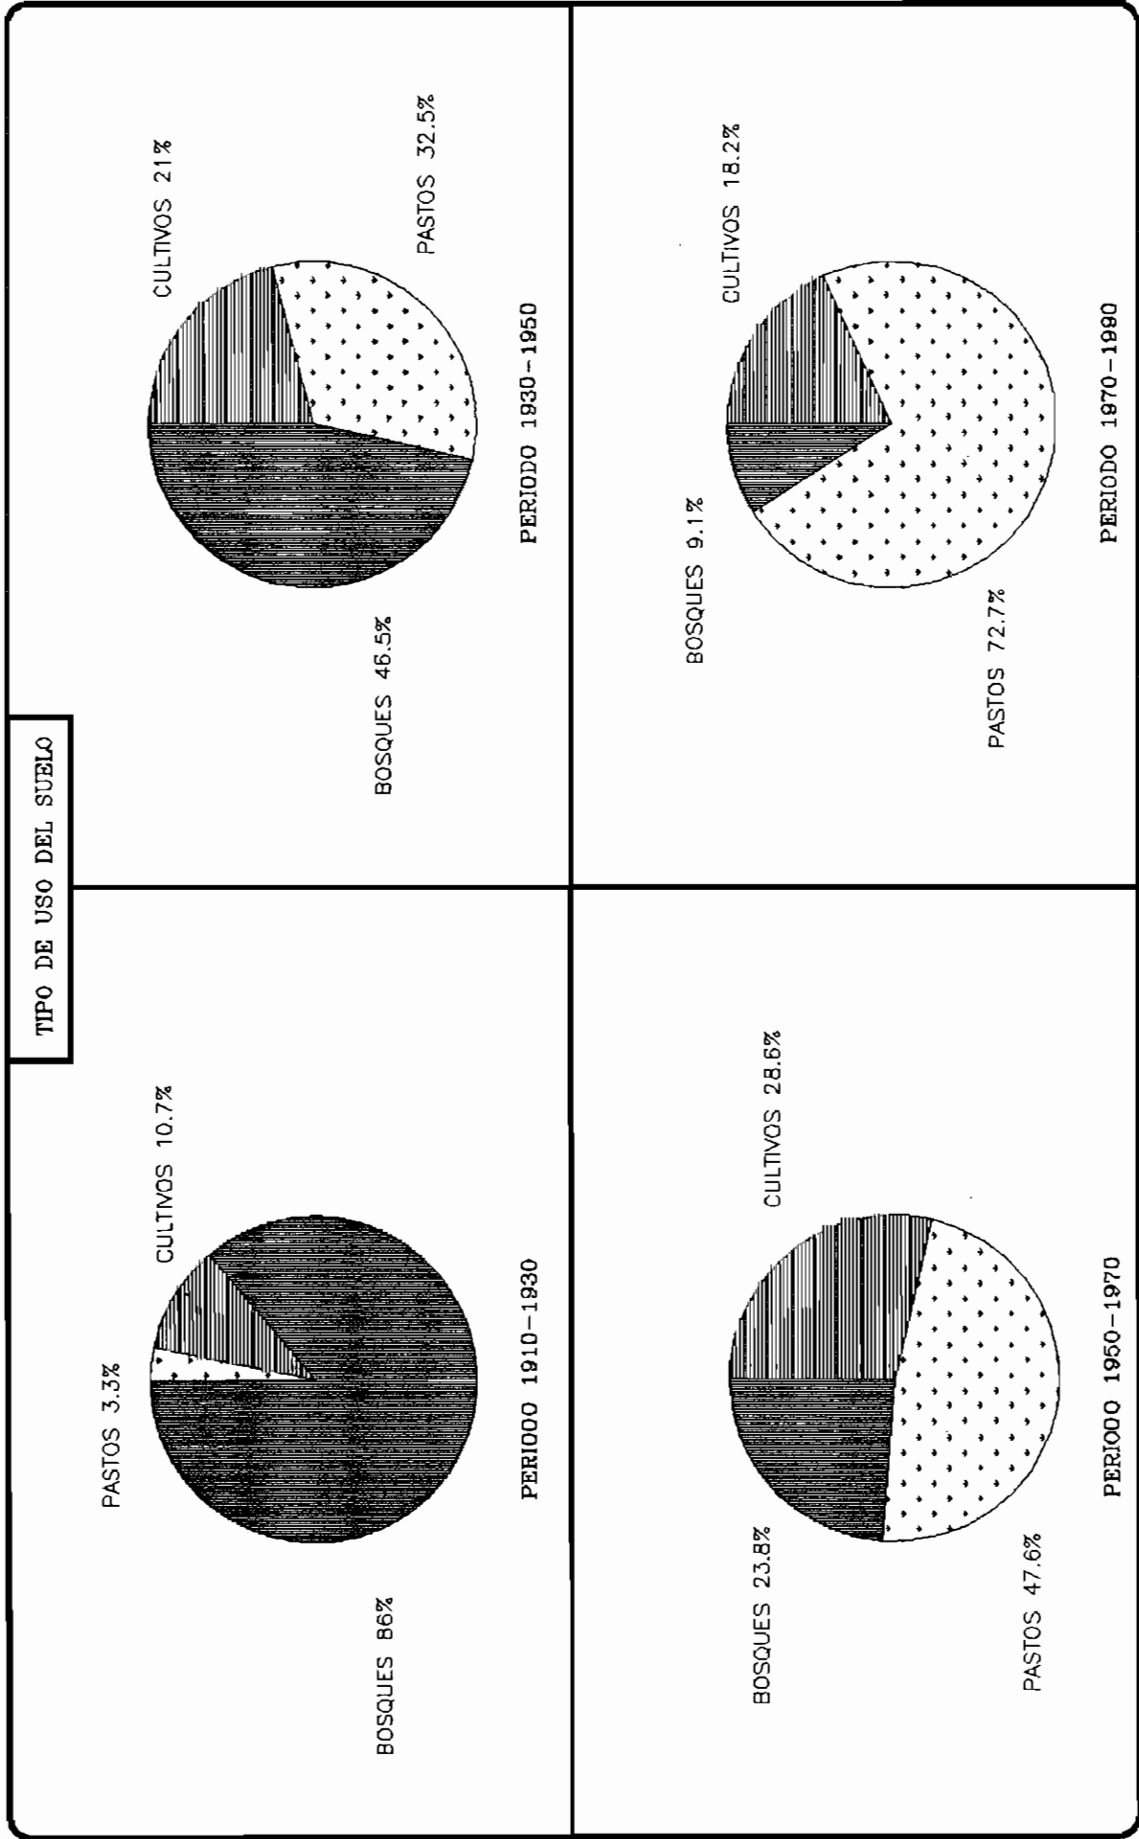 TIPO DE USO DEL SUELO
PASTOS 3.3%
CULTIVOS 10.7%
BOSQUES 86%
PERIODO 1910-1930
CULTIVOS 21%
PASTOS 32.5%
BOSQUES 46.5%
PERIODO 1930-1950
BOSQUES 23.8%
CULTIVOS 28.6%
PASTOS 47.6%
PERIODO 1950-1970
BOSQUES 9.1%
CULTIVOS 18.2%
PASTOS 72.7%
PERIODO 1970-1990